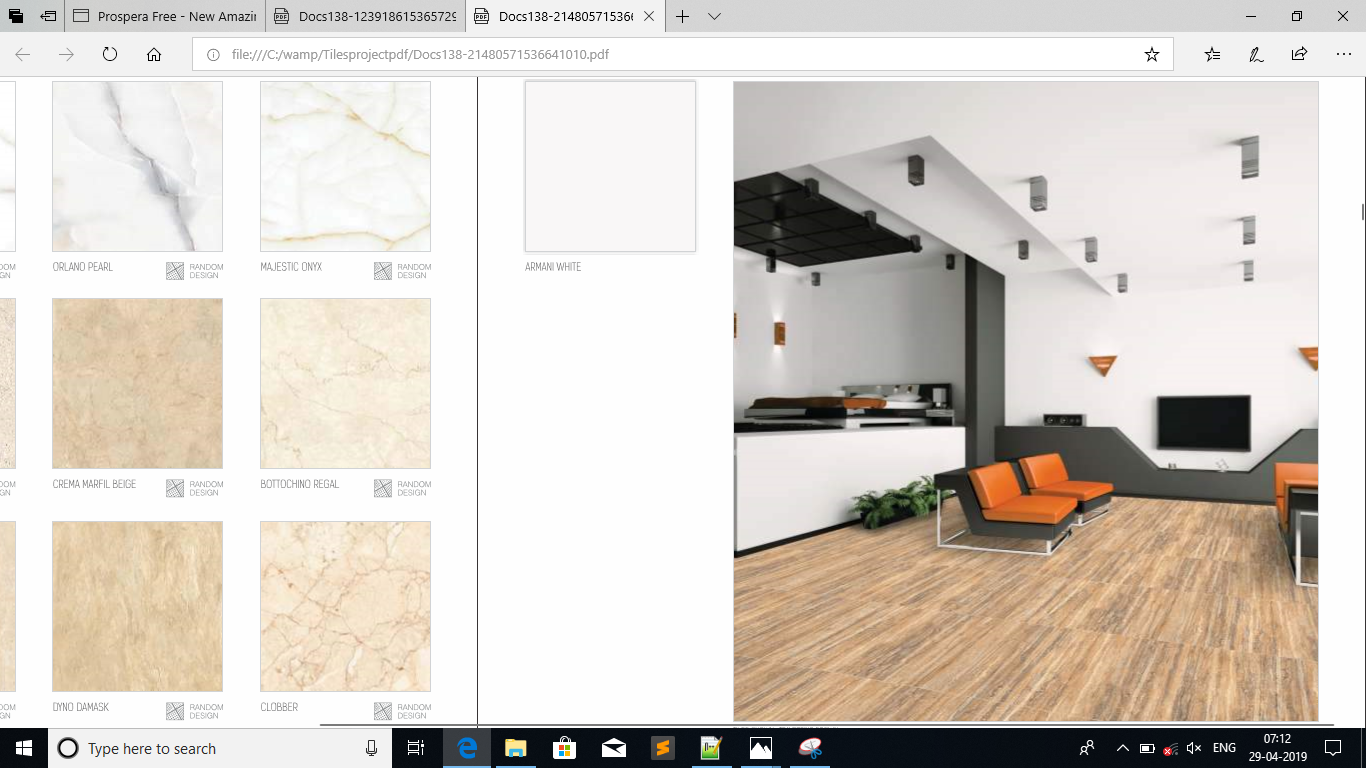 Prospera Free - New Amazin
Docs138-123918615365729
Docs138-2148057153664
file:///C:/wamp/Tilesprojectpdf/Docs138-21480571536641010.pdf
ORLANO PEARL
RANDOM
DESIGN
MAJESTIC ONYX
RANDOM
DESIGN
ARMANI WHITE
CREMA MARFIL BEIGE
RANDOM
DESIGN
BOTTOCHINO REGAL
RANDOM
DESIGN
DYNO DAMASK
RANDOM
DESIGN
CLOBBER
RANDOM
DESIGN
Type here to search
ENG
07:12
29-04-2019